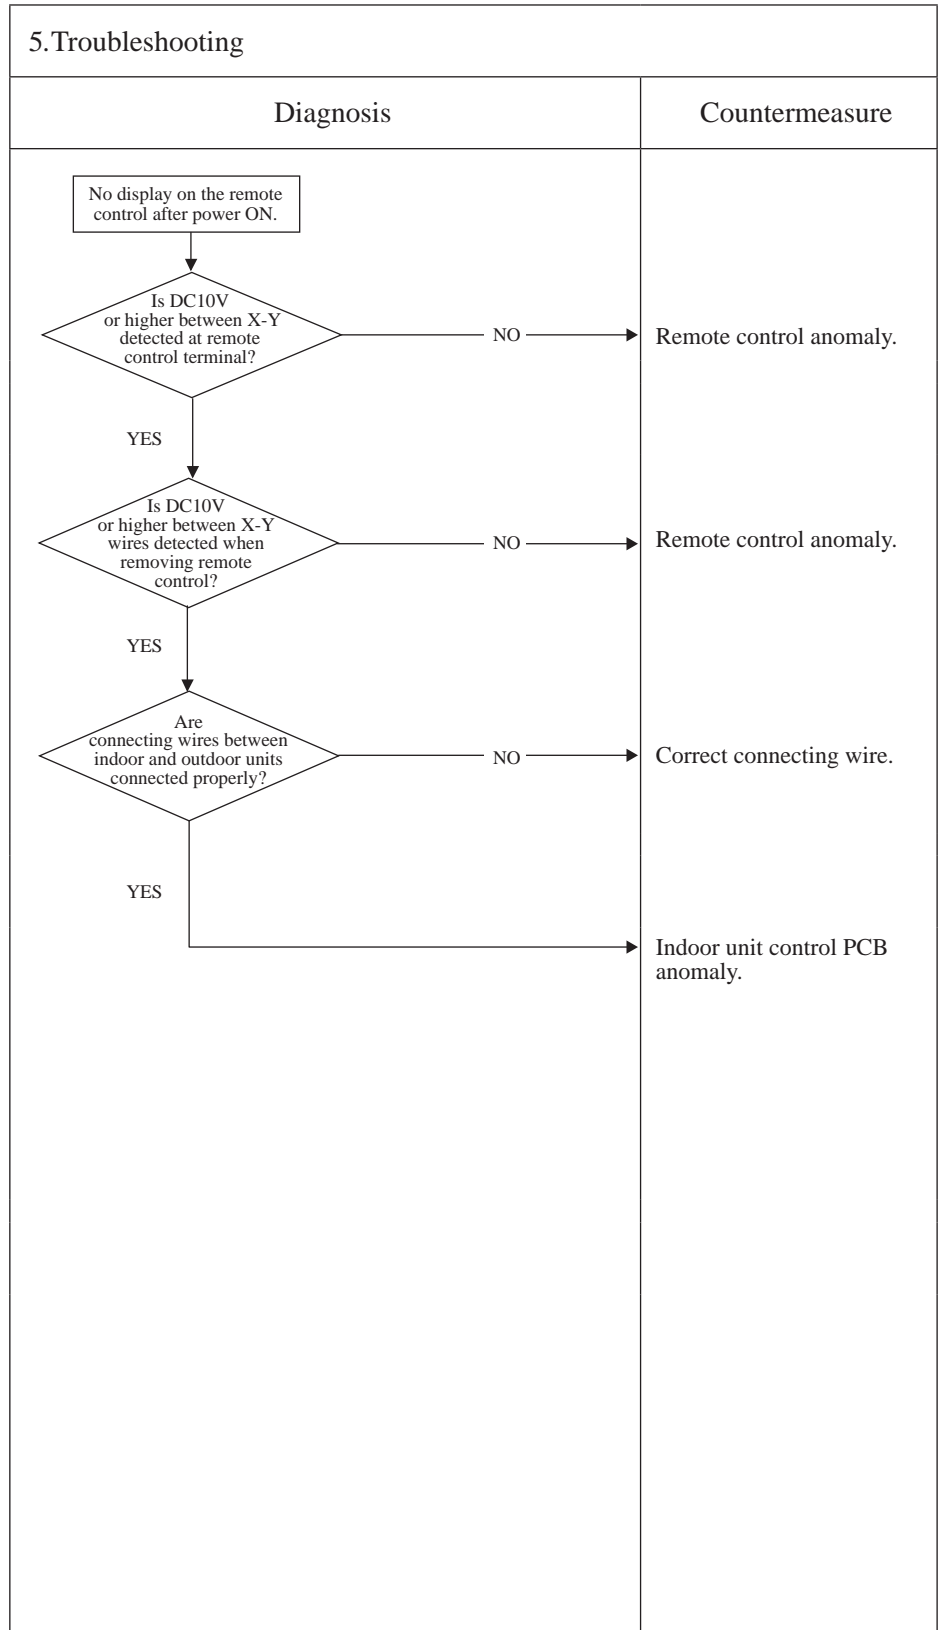 5.Troubleshooting
Diagnosis
Countermeasure
No display on the remote
control after power ON.
Is DC10V
or higher between X-Y
detected at remote
control terminal?
NO
Remote control anomaly.
YES
Is DC10V
or higher between X-Y
wires detected when
removing remote
control?
NO
Remote control anomaly.
YES
Are
connecting wires between
indoor and outdoor units
connected properly?
NO
Correct connecting wire.
YES
Indoor unit control PCB
anomaly.